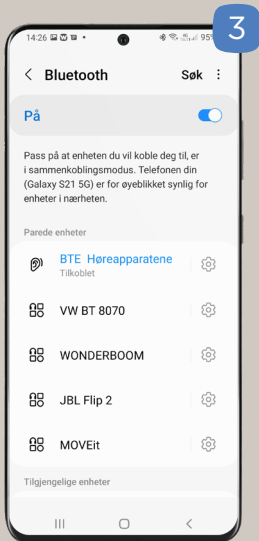 3
14:26
95%
Bluetooth Søk
På
Pass på at enheten du vil koble deg til, er
i sammenkoblingsmodus. Telefonen din
(Galaxy S21 5G) er for øyeblikket synlig for
enheter i nærheten.
Parede enheter
BTE Høreapparatene
Tilkoblet
VW BT 8070
WONDERBOOM
JBL Flip 2
MOVEit
Tilgjengelige enheter